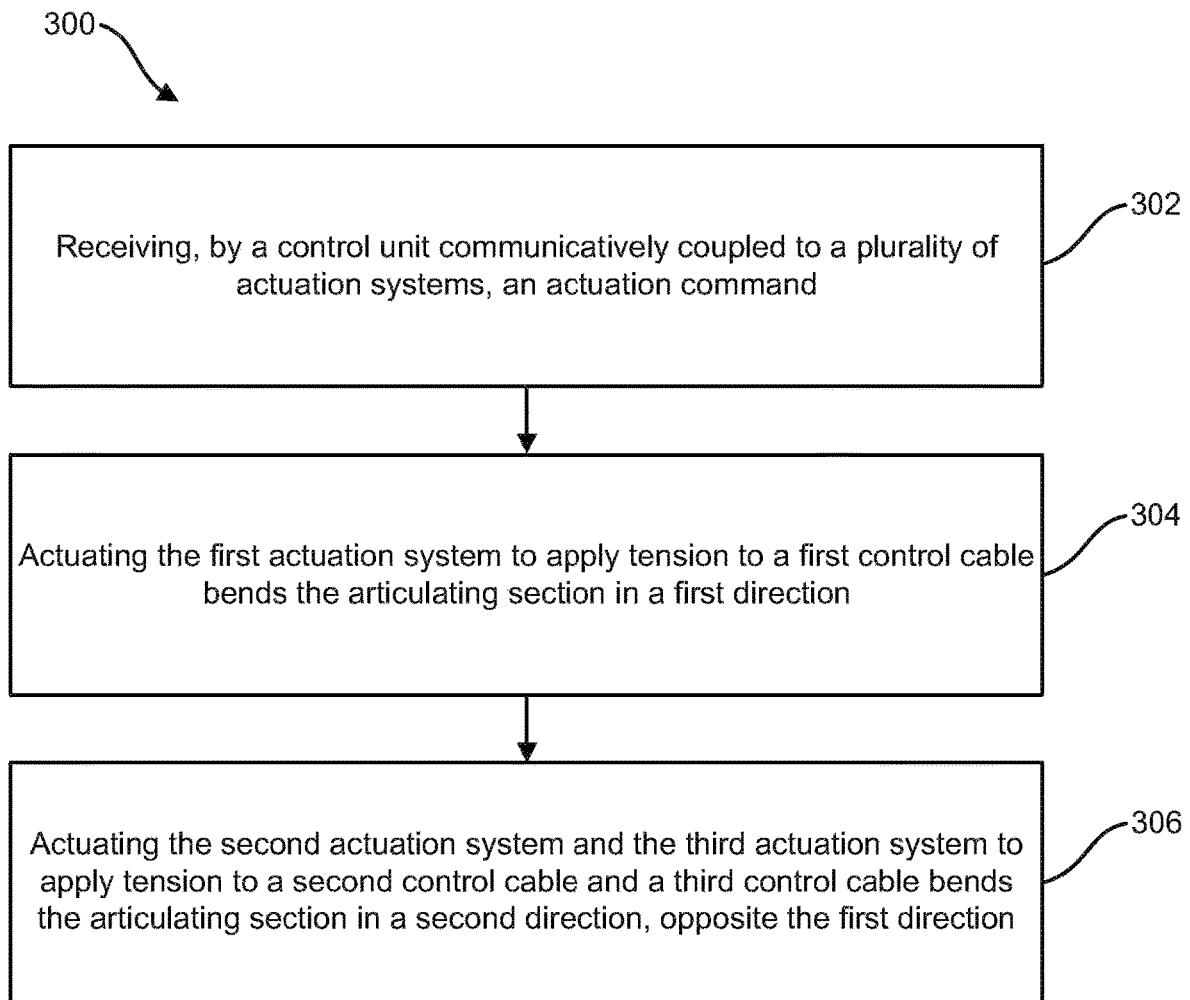 300
302
Receiving, by a control unit communicatively coupled to a plurality of
actuation systems, an actuation command
304
Actuating the first actuation system to apply tension to a first control cable
bends the articulating section in a first direction
306
Actuating the second actuation system and the third actuation system to
apply tension to a second control cable and a third control cable bends
the articulating section in a second direction, opposite the first direction